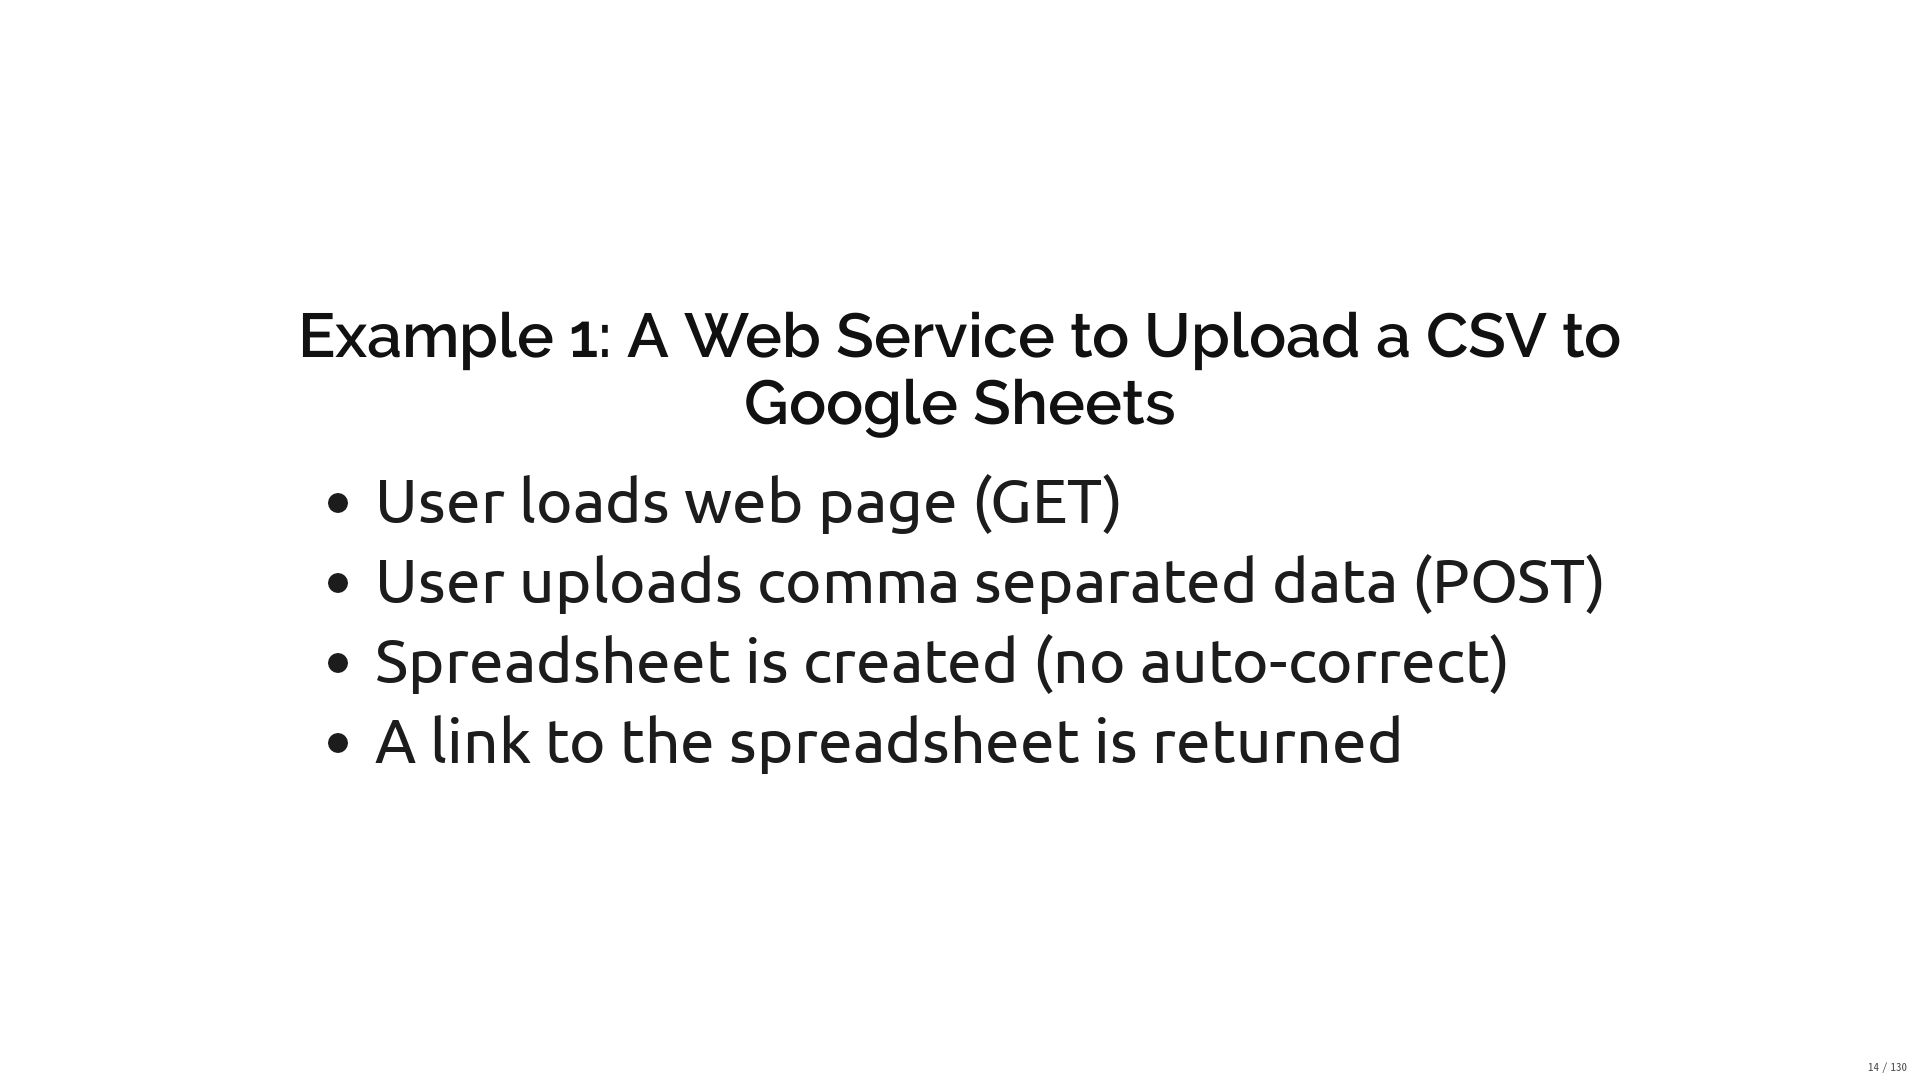 Example 1: A Web Service to Upload a CSV to
Google Sheets
• User loads web page (GET)
• User uploads comma separated data (POST)
• Spreadsheet is created (no auto-correct)
• A link to the spreadsheet is returned
14 / 130